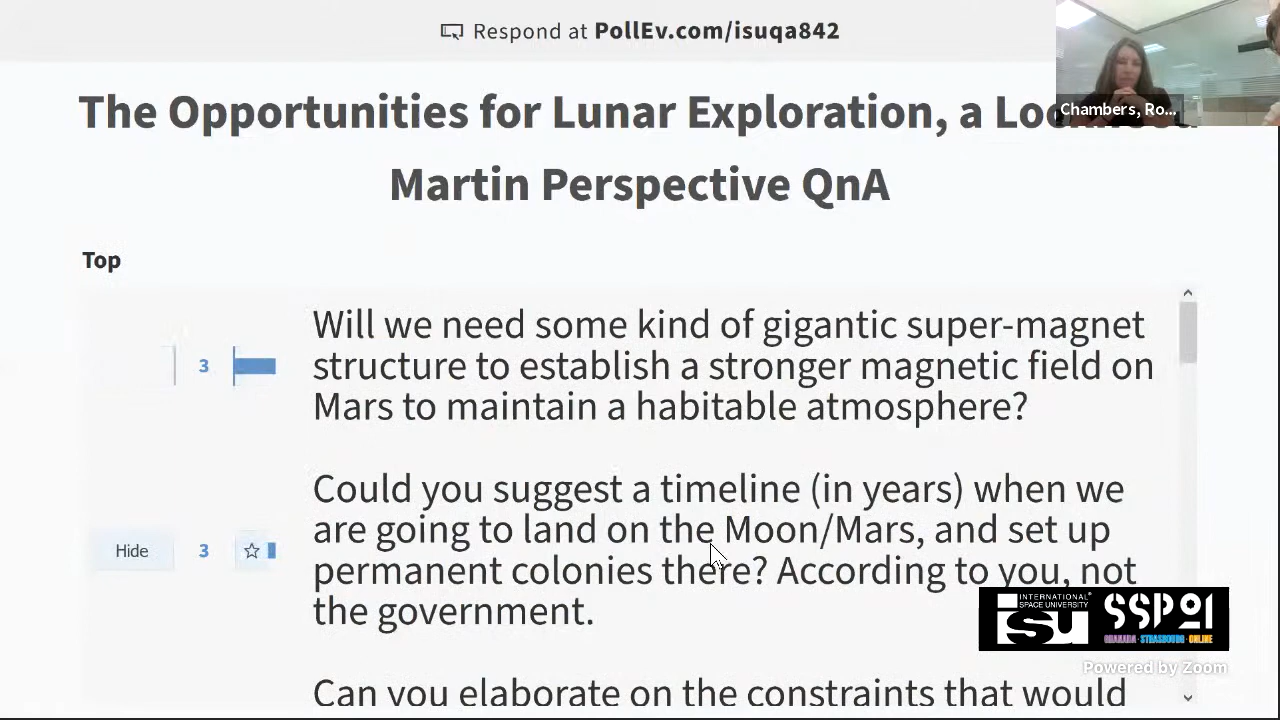 Respond at PollEv.com/isuqa842
The Opportunities for Lunar Exploration, a
Chambers, Ro...
Martin Perspective QnA
Top
3
Will we need some kind of gigantic super-magnet
structure to establish a stronger magnetic field on
Mars to maintain a habitable atmosphere?
Hide
3
Could you suggest a timeline (in years) when we
are going to land on the Moon/Mars, and set up
permanent colonies there? According to you, not
the government.
INTERNATIONAL
SPACE UNIVERSITY
isu
SSP21
GRANADA · STRASBOURG · ONLINE
Powered by Zoom
Can you elaborate on the constraints that would